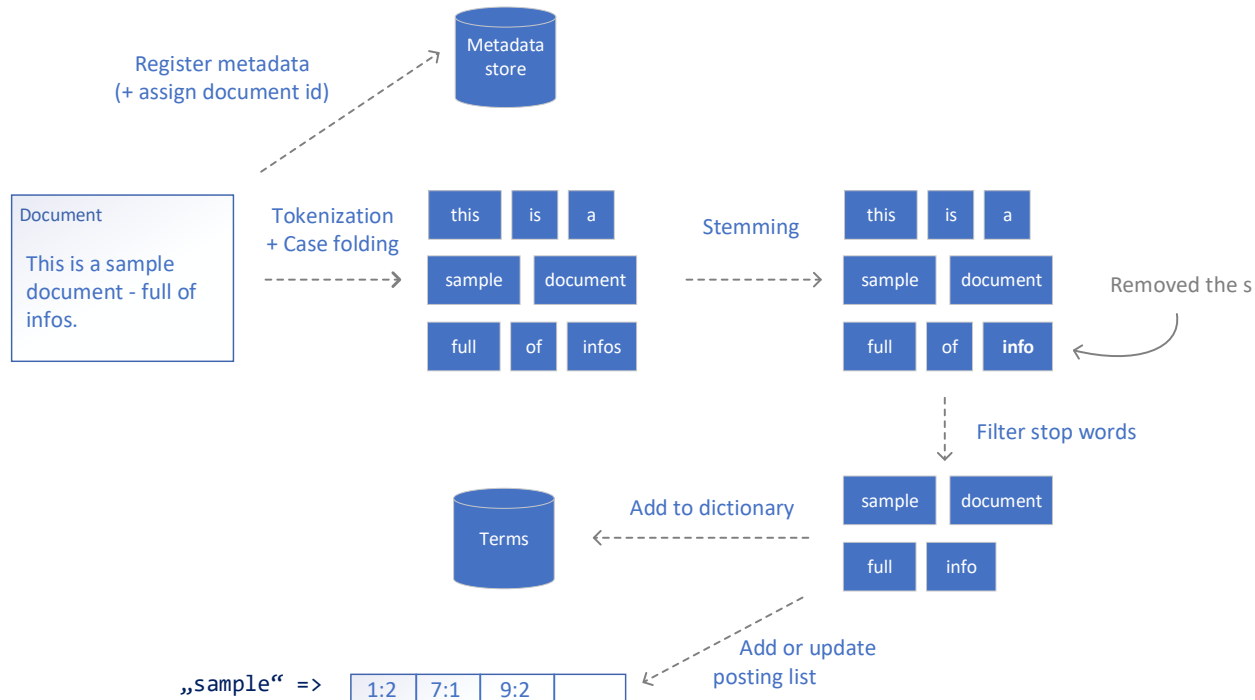 Metadata
store
Register metadata
(+ assign document id)
Document
This is a sample
document - full of
infos.
Tokenization
+ Case folding
this is a
sample document
full of infos
Stemming
this is a
sample document
full of info
Removed the s
Filter stop words
sample document
full info
Add to dictionary
Terms
Add or update
posting list
„sample“ => 1:2 7:1 9:2